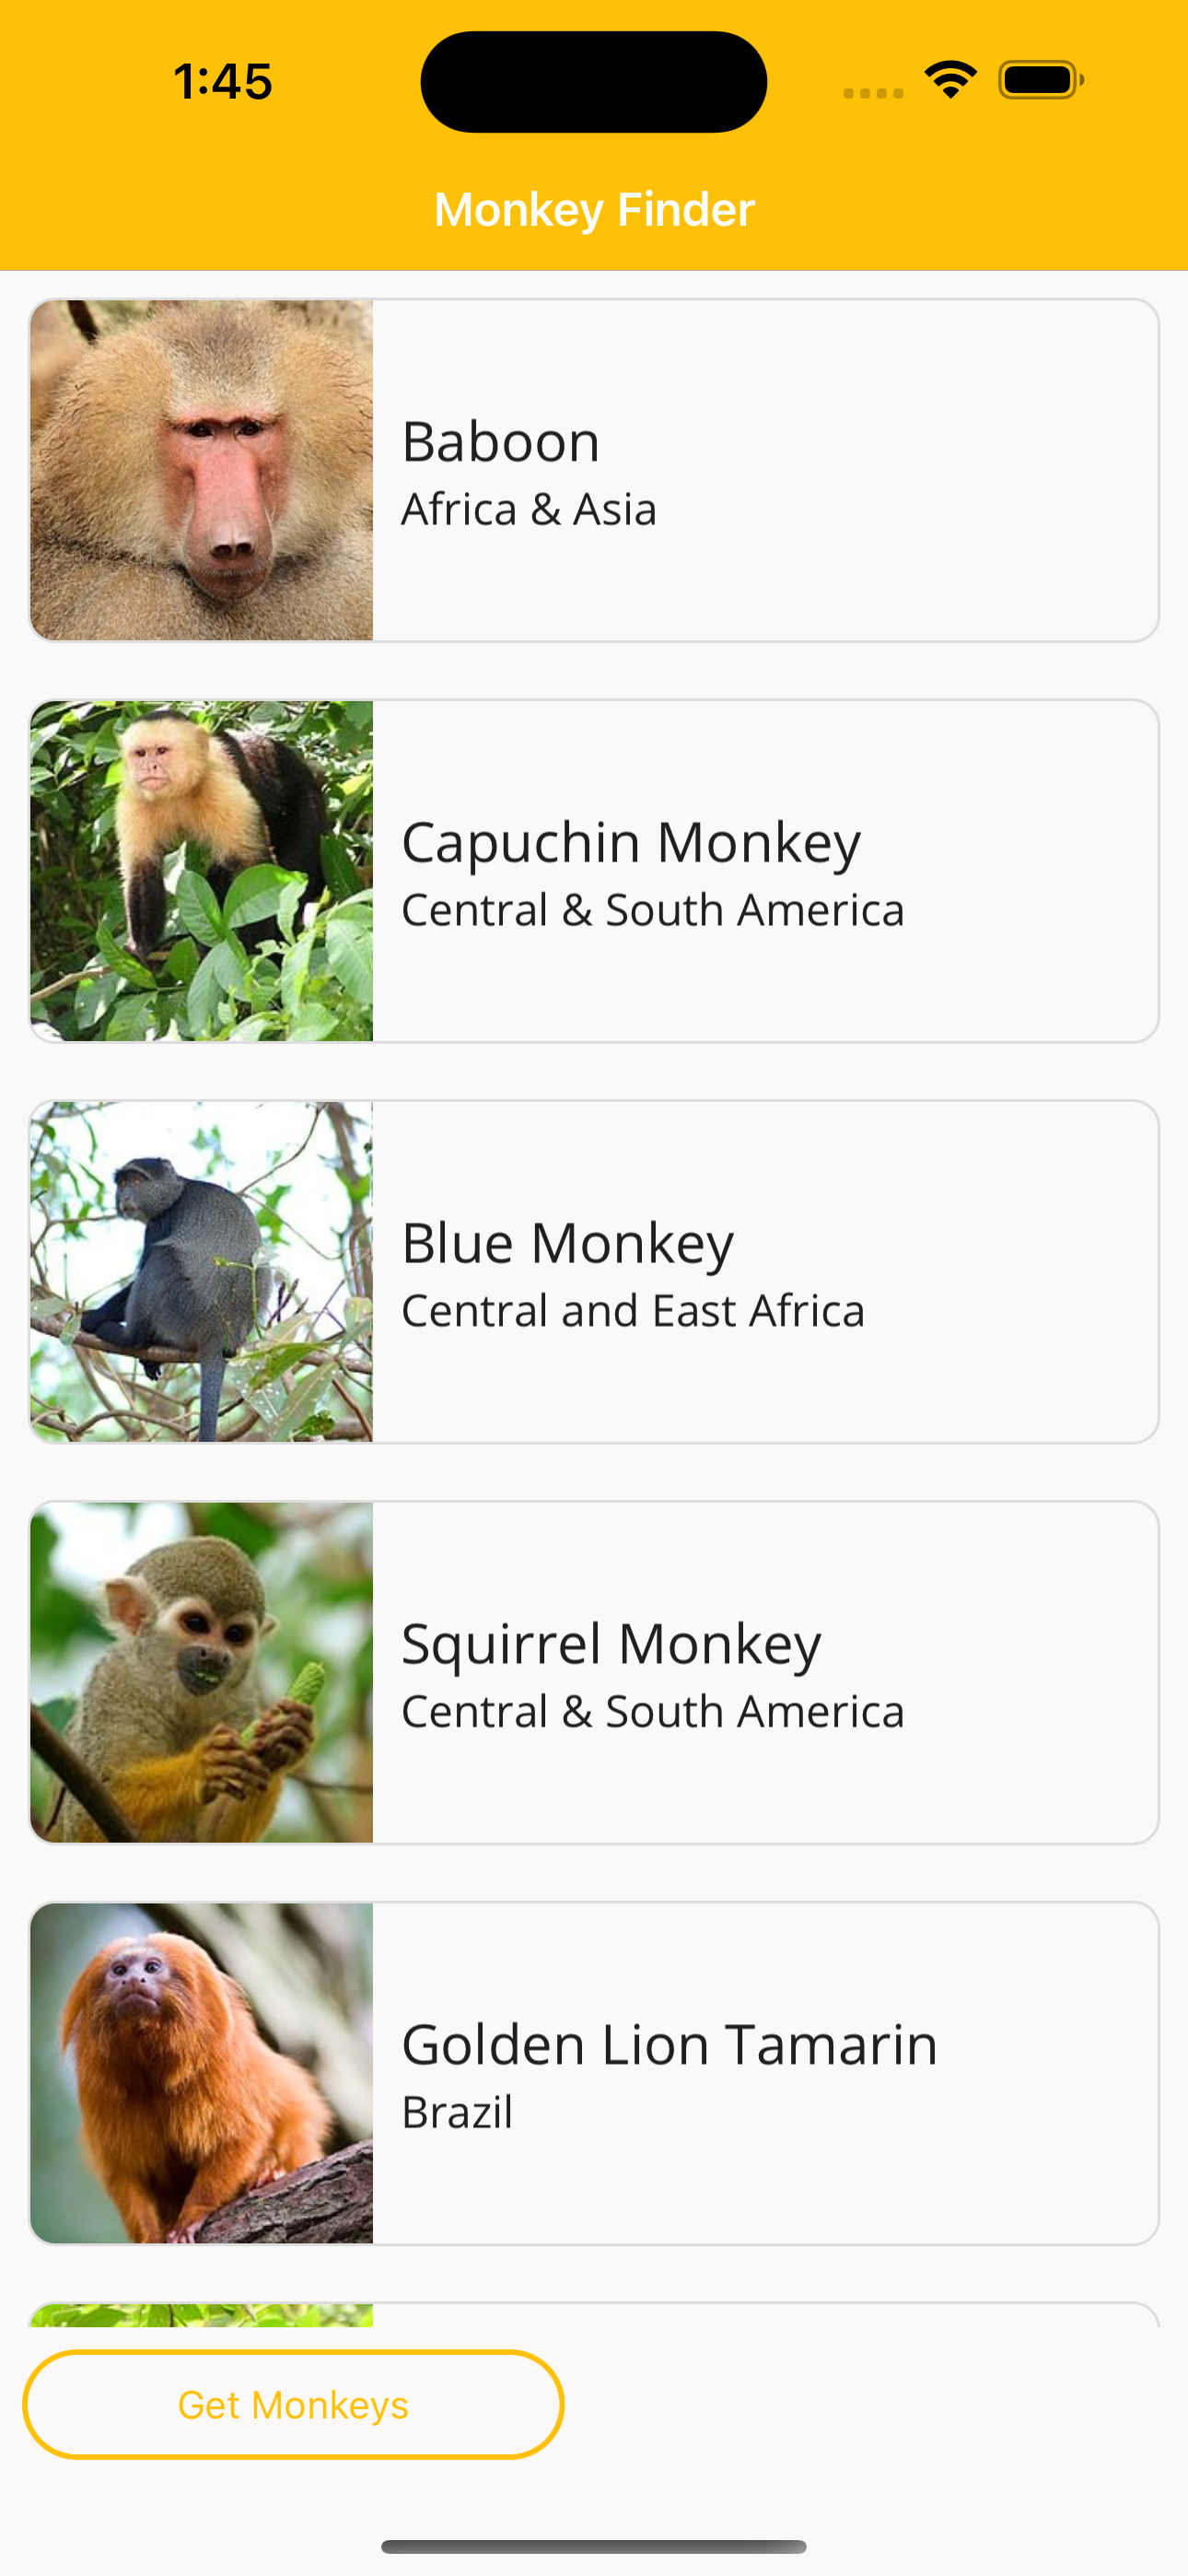 1:45
Monkey Finder
Baboon
Africa & Asia
Capuchin Monkey
Central & South America
Blue Monkey
Central and East Africa
Squirrel Monkey
Central & South America
Golden Lion Tamarin
Brazil
Get Monkeys